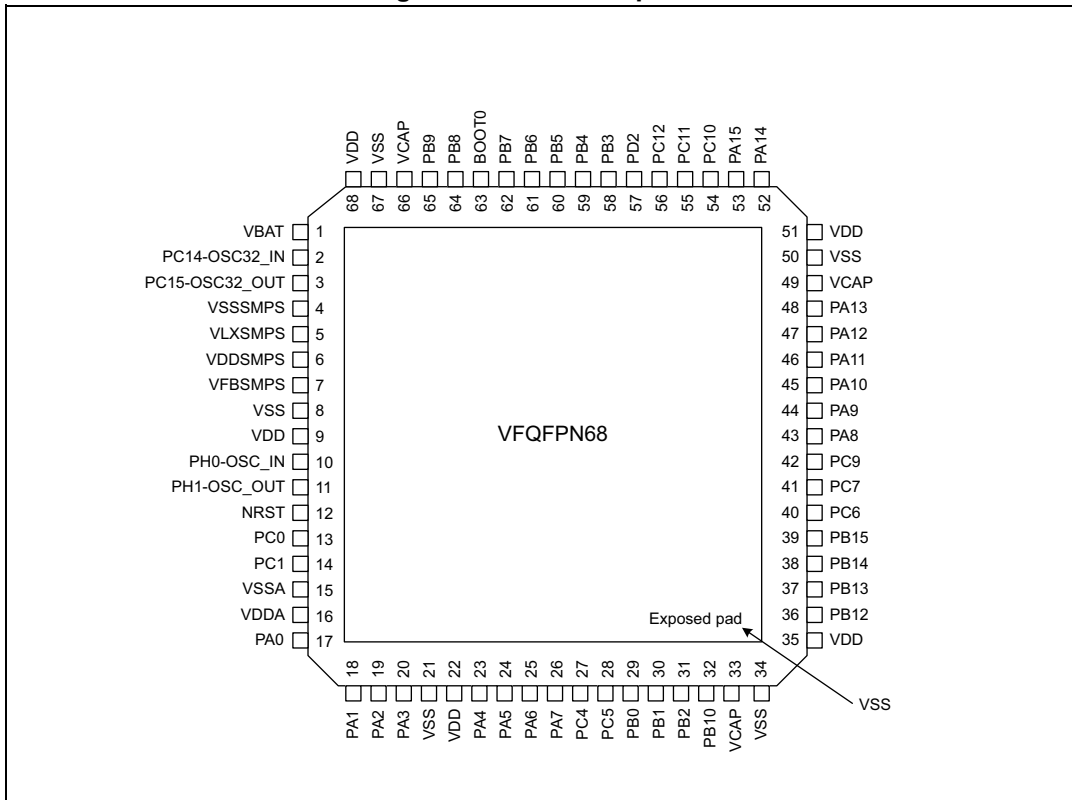 VDD
VSS
VCAP
PB9
PB8
BOOT0
PB7
PB6
PB5
PB4
PB3
PD2
PC12
PC11
PC10
PA15
PA14
68
67
66
65
64
63
62
61
60
59
58
57
56
55
54
53
52
VBAT 1
PC14-OSC32_IN 2
PC15-OSC32_OUT 3
VSSSMPS 4
VLXSMPS 5
VDDSMPS 6
VFBSMPS 7
VSS 8
VDD 9
PH0-OSC_IN 10
PH1-OSC_OUT 11
NRST 12
PC0 13
PC1 14
VSSA 15
VDDA 16
PA0 17
VFQFPN68
Exposed pad
51 VDD
50 VSS
49 VCAP
48 PA13
47 PA12
46 PA11
45 PA10
44 PA9
43 PA8
42 PC9
41 PC7
40 PC6
39 PB15
38 PB14
37 PB13
36 PB12
35 VDD
18
19
20
21
22
23
24
25
26
27
28
29
30
31
32
33
34
PA1
PA2
PA3
VSS
VDD
PA4
PA5
PA6
PA7
PC4
PC5
PB0
PB1
PB2
PB10
VCAP
VSS
VSS